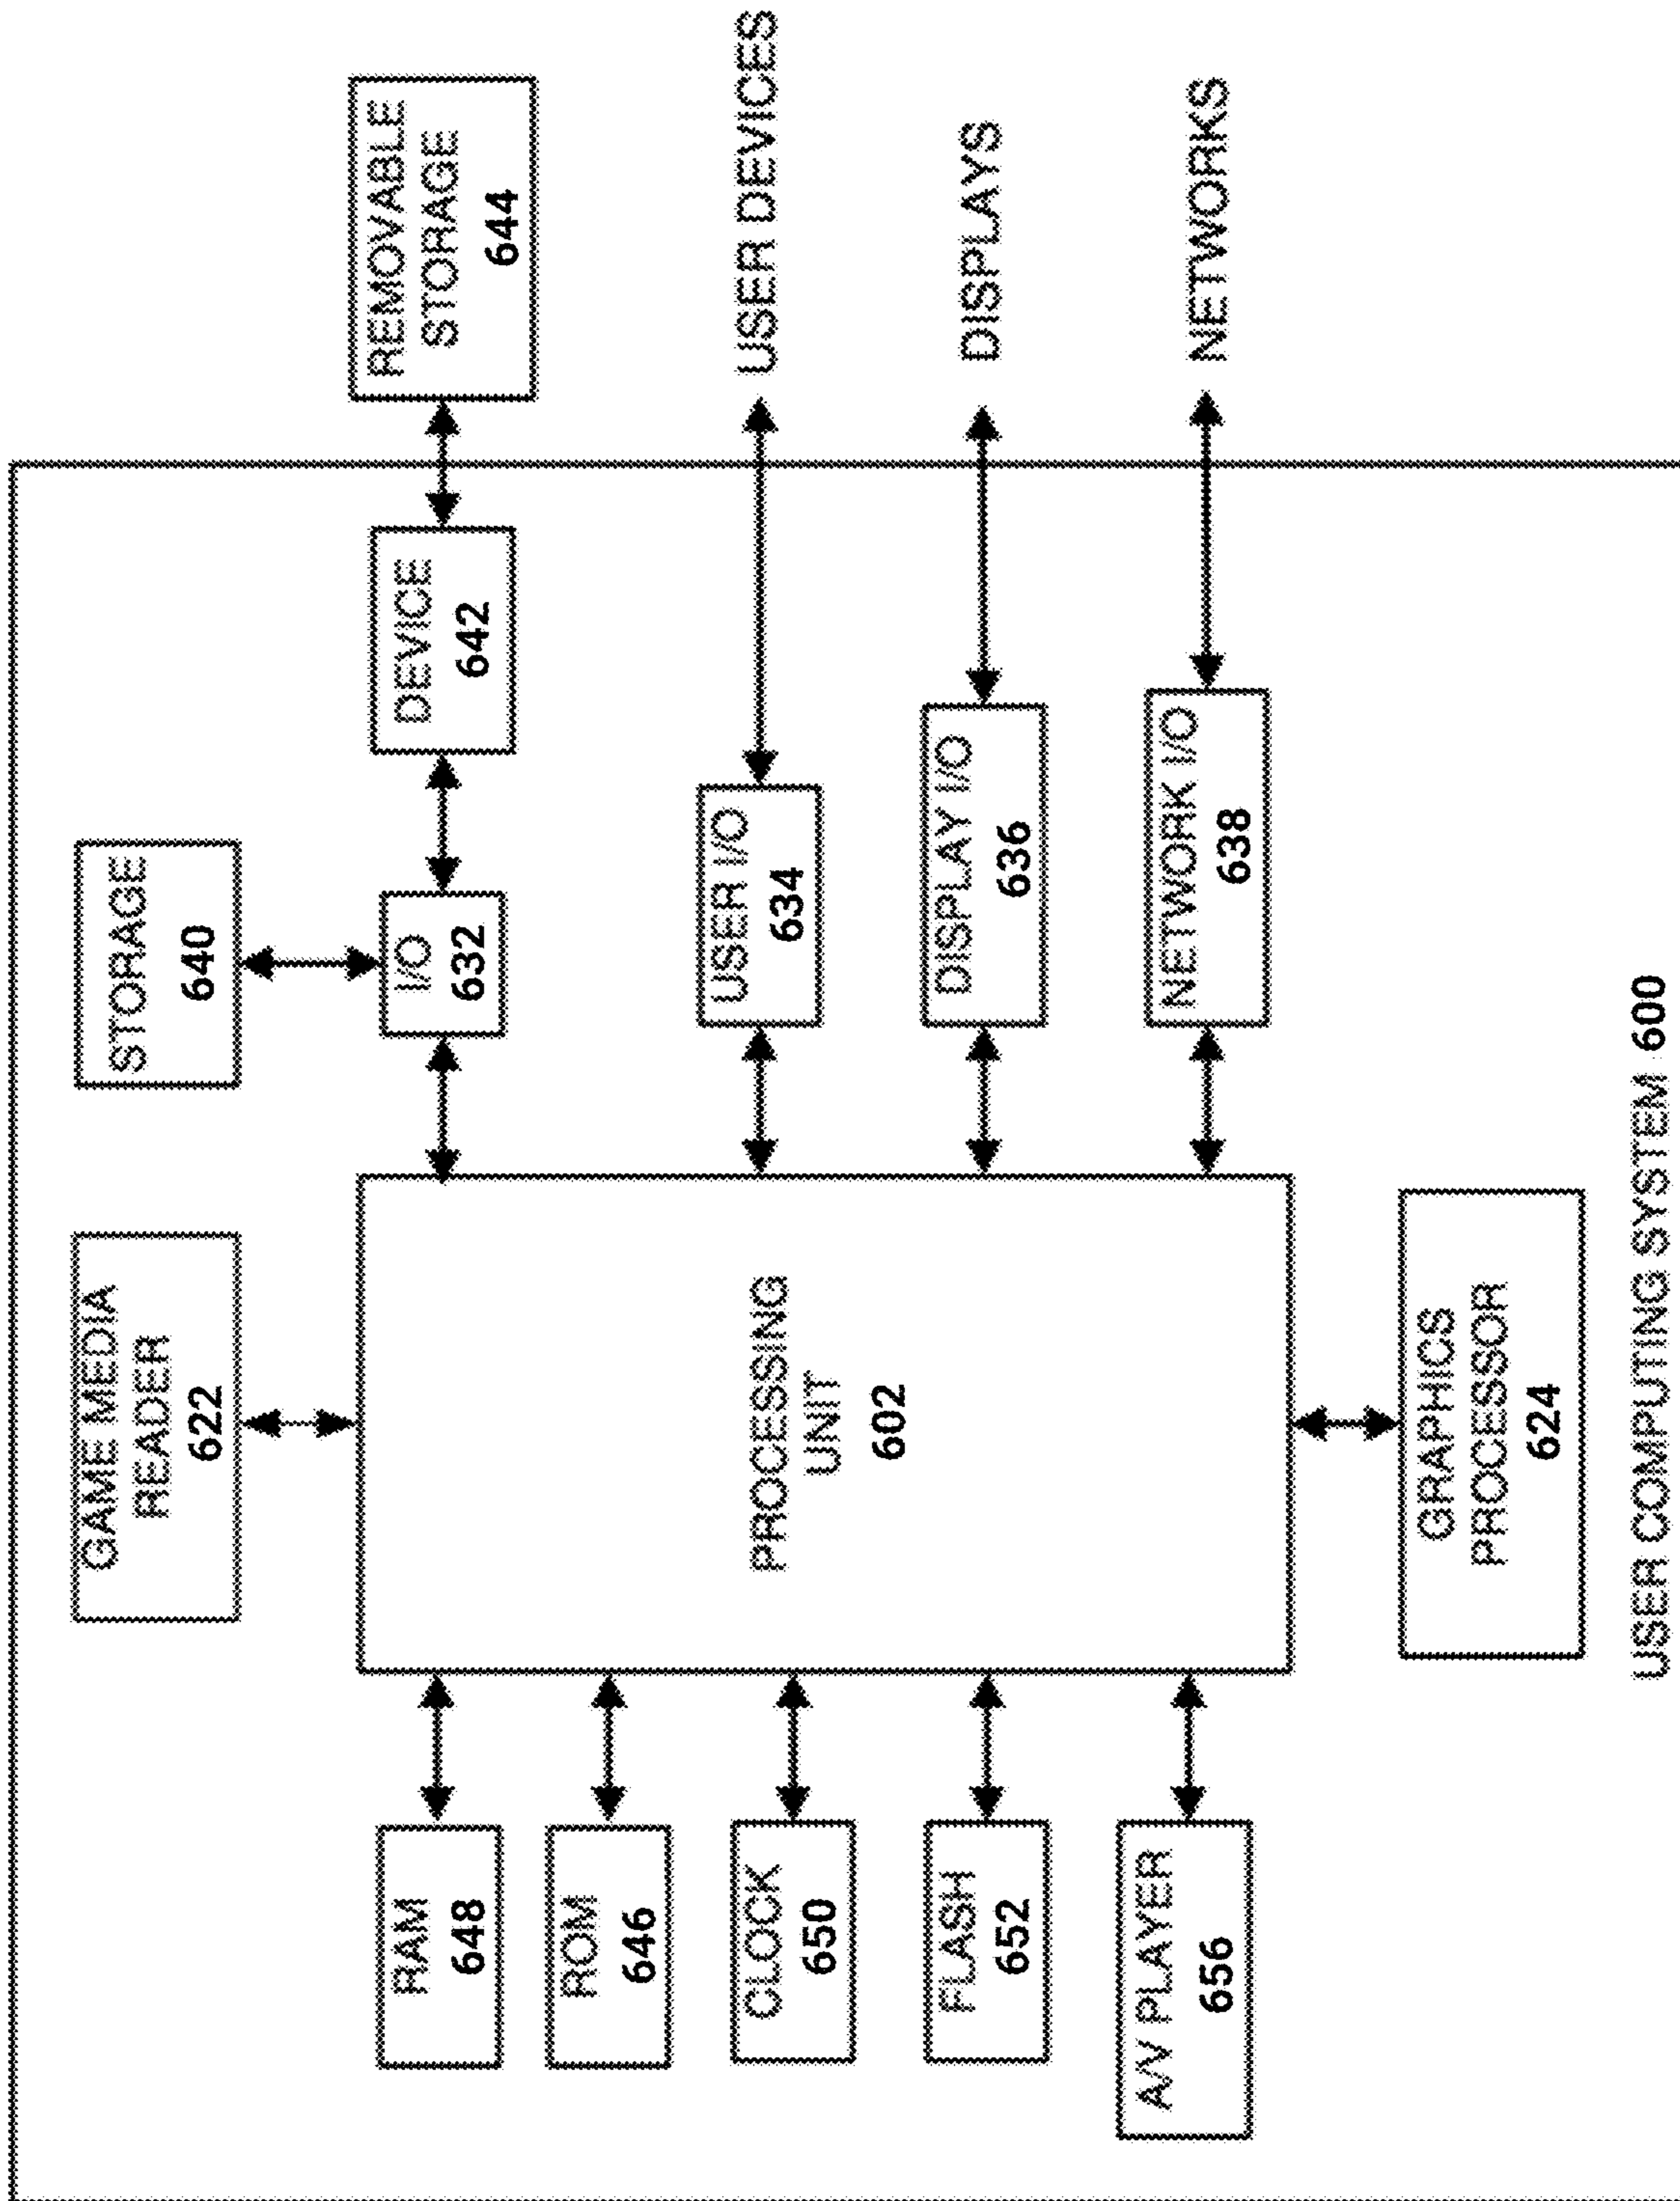 GAME MEDIA
READER
622
STORAGE
640
RAM
648
ROM
646
CLOCK
650
FLASH
652
A/V PLAYER
656
PROCESSING
UNIT
602
I/O
632
DEVICE
642
REMOVABLE
STORAGE
644
USER I/O
634
USER DEVICES
DISPLAY I/O
636
DISPLAYS
NETWORK I/O
638
NETWORKS
GRAPHICS
PROCESSOR
624
USER COMPUTING SYSTEM 600